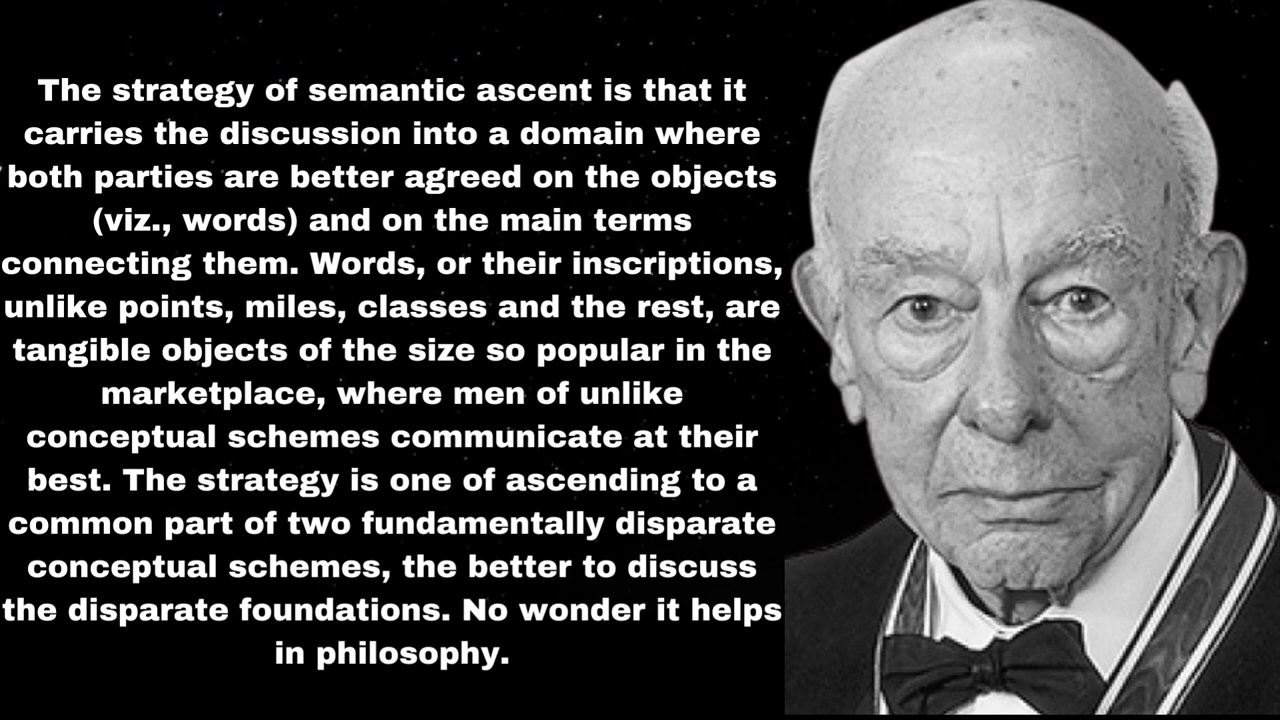 The strategy of semantic ascent is that it
carries the discussion into a domain where
both parties are better agreed on the objects
(viz., words) and on the main terms
connecting them. Words, or their inscriptions,
unlike points, miles, classes and the rest, are
tangible objects of the size so popular in the
marketplace, where men of unlike
conceptual schemes communicate at their
best. The strategy is one of ascending to a
common part of two fundamentally disparate
conceptual schemes, the better to discuss
the disparate foundations. No wonder it helps
in philosophy.